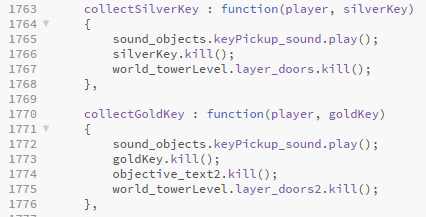 1763 collectSilverKey : function(player, silverKey)
1764 {
1765 sound_objects.keyPickup_sound.play();
1766 silverKey.kill();
1767 world_towerLevel.layer_doors.kill();
1768 },
1769
1770 collectGoldKey : function(player, goldKey)
1771 {
1772 sound_objects.keyPickup_sound.play();
1773 goldKey.kill();
1774 objective_text2.kill();
1775 world_towerLevel.layer_doors2.kill();
1776 },